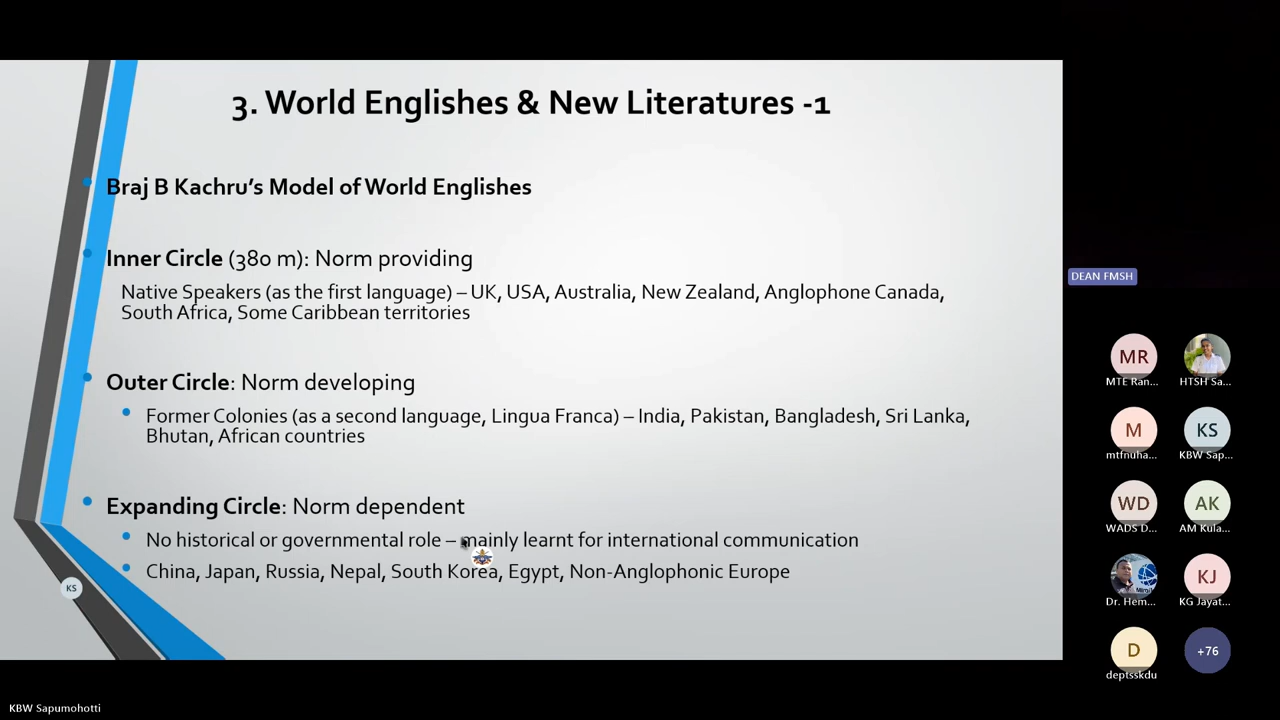 3. World Englishes & New Literatures -1
Braj B Kachru's Model of World Englishes
Inner Circle (380 m): Norm providing
Native Speakers (as the first language) – UK, USA, Australia, New Zealand, Anglophone Canada,
South Africa, Some Caribbean territories
Outer Circle: Norm developing
Former Colonies (as a second language, Lingua Franca) – India, Pakistan, Bangladesh, Sri Lanka,
Bhutan, African countries
Expanding Circle: Norm dependent
No historical or governmental role – mainly learnt for international communication
China, Japan, Russia, Nepal, South Korea, Egypt, Non-Anglophonic Europe
KS
KBW Sapumohotti
DEAN FMSH
MR
MTE Ran...
HTSH Sa...
M
mtfnuha...
KS
KBW Sap...
WD
WADS D...
AK
AM Kula...
Dr. Hem...
KJ
KG Jayat...
D
deptsskdu
+76